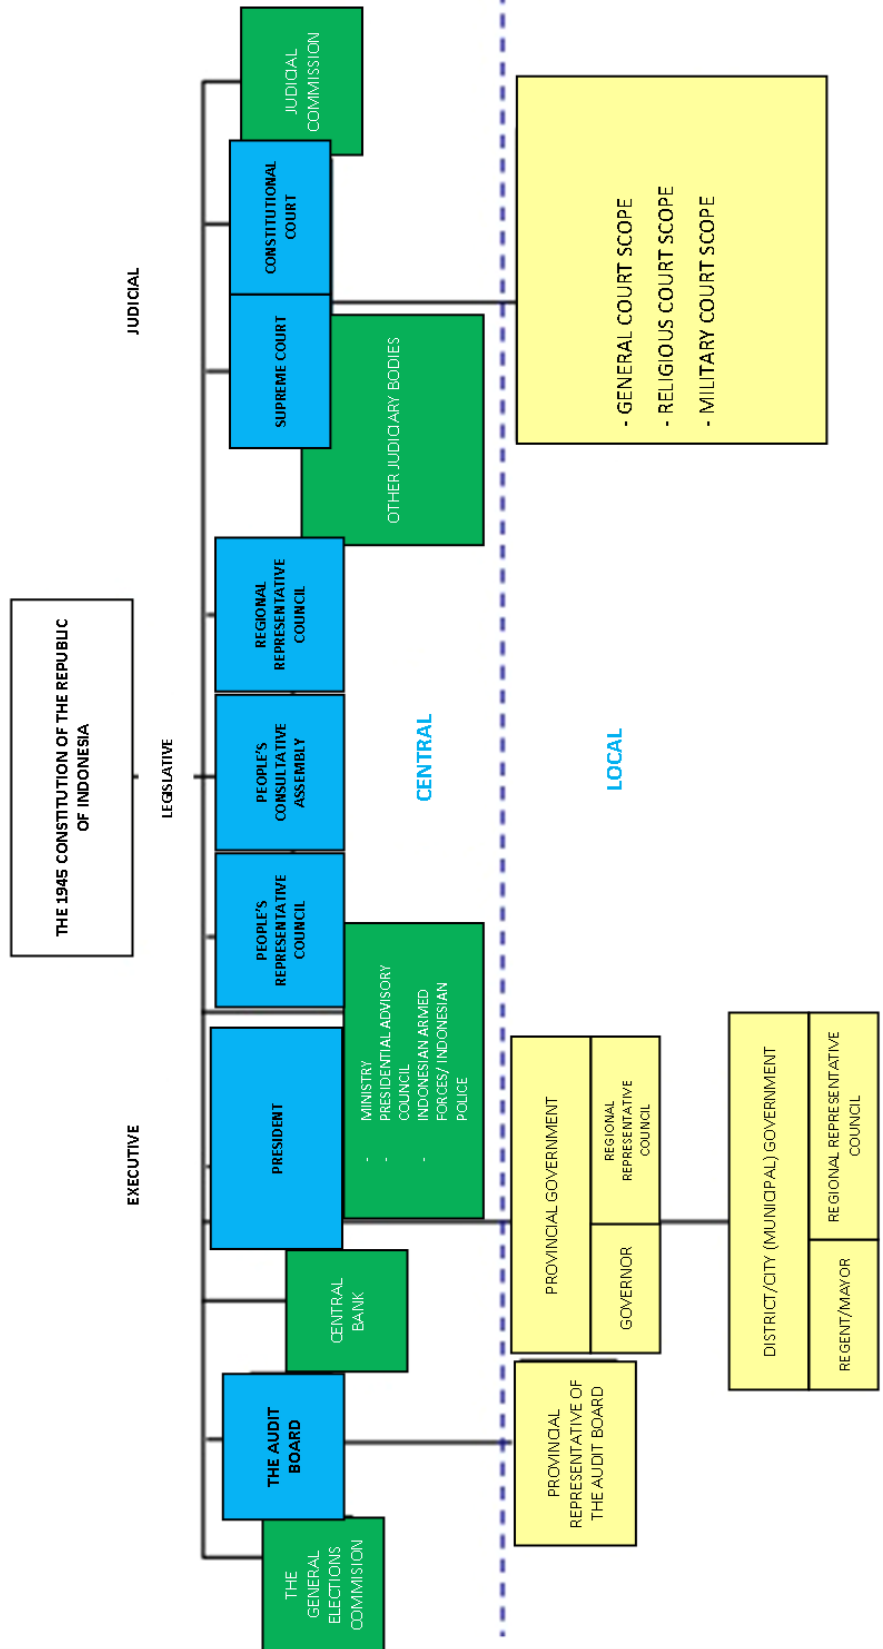 THE 1945 CONSTITUTION OF THE REPUBLIC
OF INDONESIA
EXECUTIVE
LEGISLATIVE
JUDICIAL
THE
GENERAL
ELECTIONS
COMMISION
THE AUDIT
BOARD
CENTRAL
BANK
PRESIDENT
- MINISTRY
- PRESIDENTIAL ADVISORY
COUNCIL
- INDONESIAN ARMED
FORCES/ INDONESIAN
POLICE
PEOPLE'S
REPRESENTATIVE
COUNCIL
PEOPLE'S
CONSULTATIVE
ASSEMBLY
REGIONAL
REPRESENTATIVE
COUNCIL
SUPREME COURT
CONSTITUTIONAL
COURT
JUDICIAL
COMMISSION
OTHER JUDICIARY BODIES
CENTRAL
LOCAL
PROVINCIAL
REPRESENTATIVE OF
THE AUDIT BOARD
PROVINCIAL GOVERNMENT
GOVERNOR
REGIONAL
REPRESENTATIVE
COUNCIL
DISTRICT/CITY (MUNICIPAL) GOVERNMENT
REGENT/MAYOR
REGIONAL REPRESENTATIVE
COUNCIL
- GENERAL COURT SCOPE
- RELIGIOUS COURT SCOPE
- MILITARY COURT SCOPE